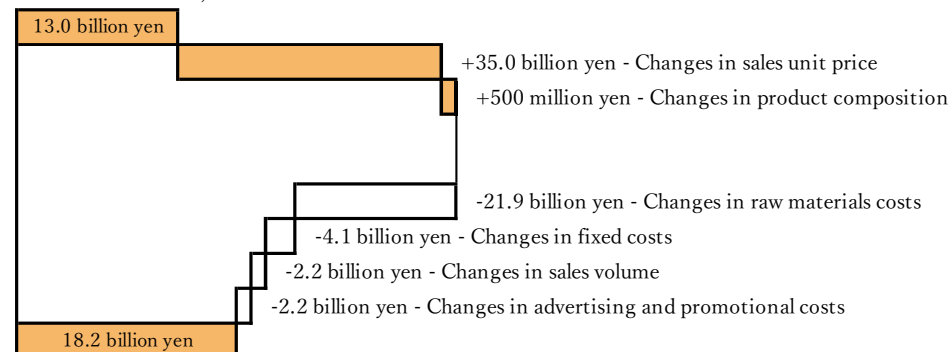 13.0 billion yen
+35.0 billion yen - Changes in sales unit price
+500 million yen - Changes in product composition
-21.9 billion yen - Changes in raw materials costs
-4.1 billion yen - Changes in fixed costs
-2.2 billion yen - Changes in sales volume
-2.2 billion yen - Changes in advertising and promotional costs
18.2 billion yen